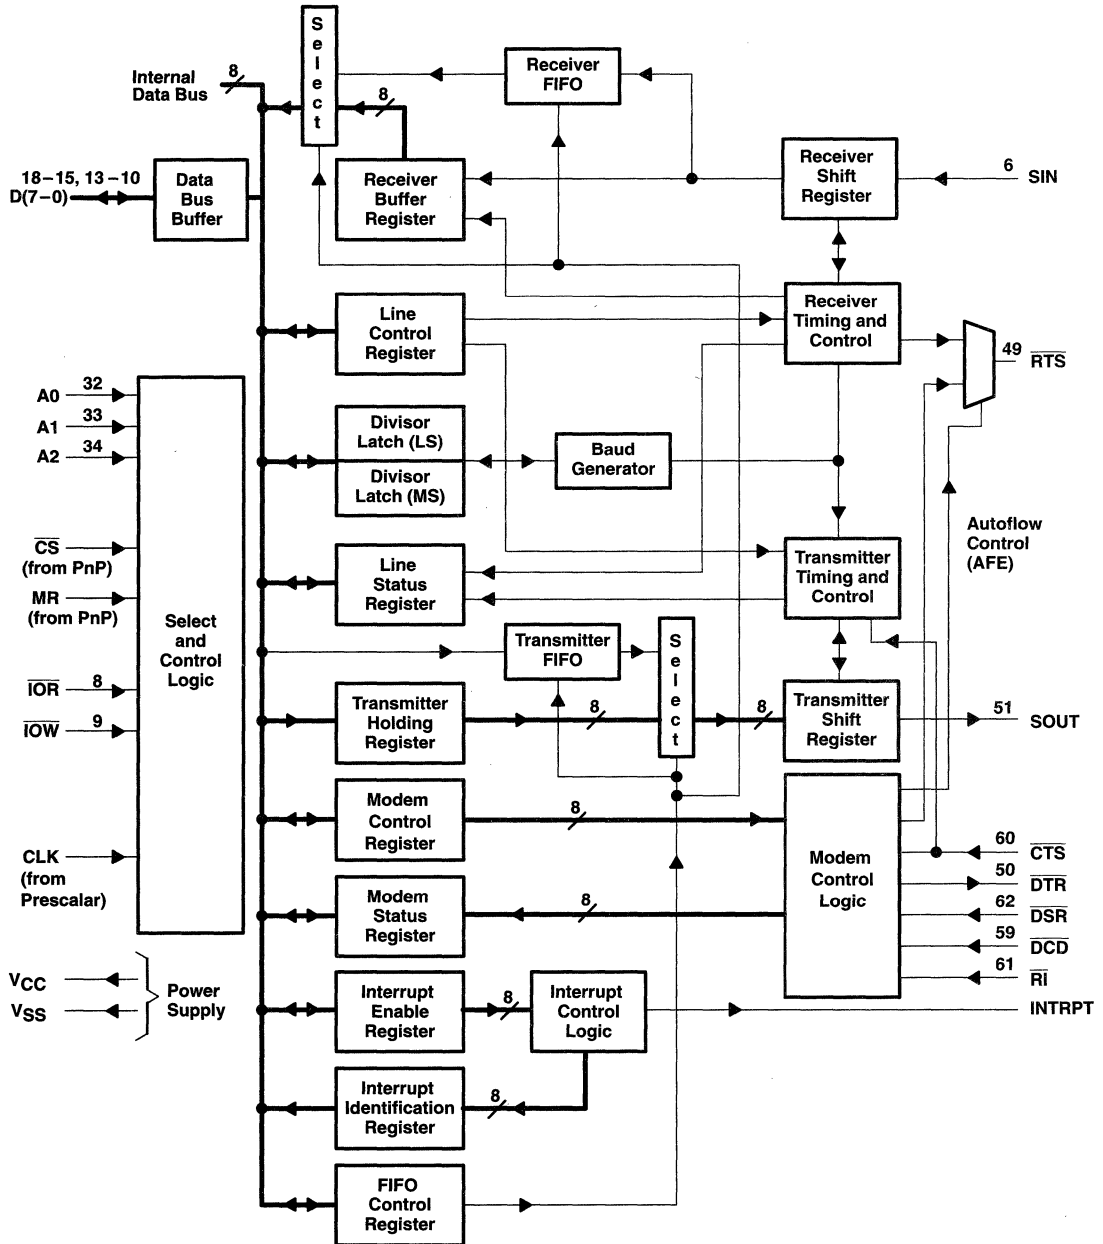 S
e
l
e
c
t
8
Internal
Data Bus
8
Receiver
FIFO
18–15, 13–10
D(7–0)
Data
Bus
Buffer
Receiver
Buffer
Register
Receiver
Shift
Register
6
SIN
Line
Control
Register
Receiver
Timing and
Control
49
RTS
A0
32
A1
33
A2
34
Divisor
Latch (LS)
Divisor
Latch (MS)
Baud
Generator
Autoflow
Control
(AFE)
CS
(from PnP)
MR
(from PnP)
Line
Status
Register
Transmitter
Timing and
Control
Select
and
Control
Logic
Transmitter
FIFO
S
e
l
e
c
t
IOR
8
IOW
9
Transmitter
Holding
Register
8
8
Transmitter
Shift
Register
51
SOUT
Modem
Control
Register
8
CLK
(from
Prescalar)
Modem
Control
Logic
60
CTS
50
DTR
62
DSR
59
DCD
61
RI
Modem
Status
Register
8
VCC
VSS
Power
Supply
Interrupt
Enable
Register
8
Interrupt
Control
Logic
INTRPT
Interrupt
Identification
Register
8
FIFO
Control
Register